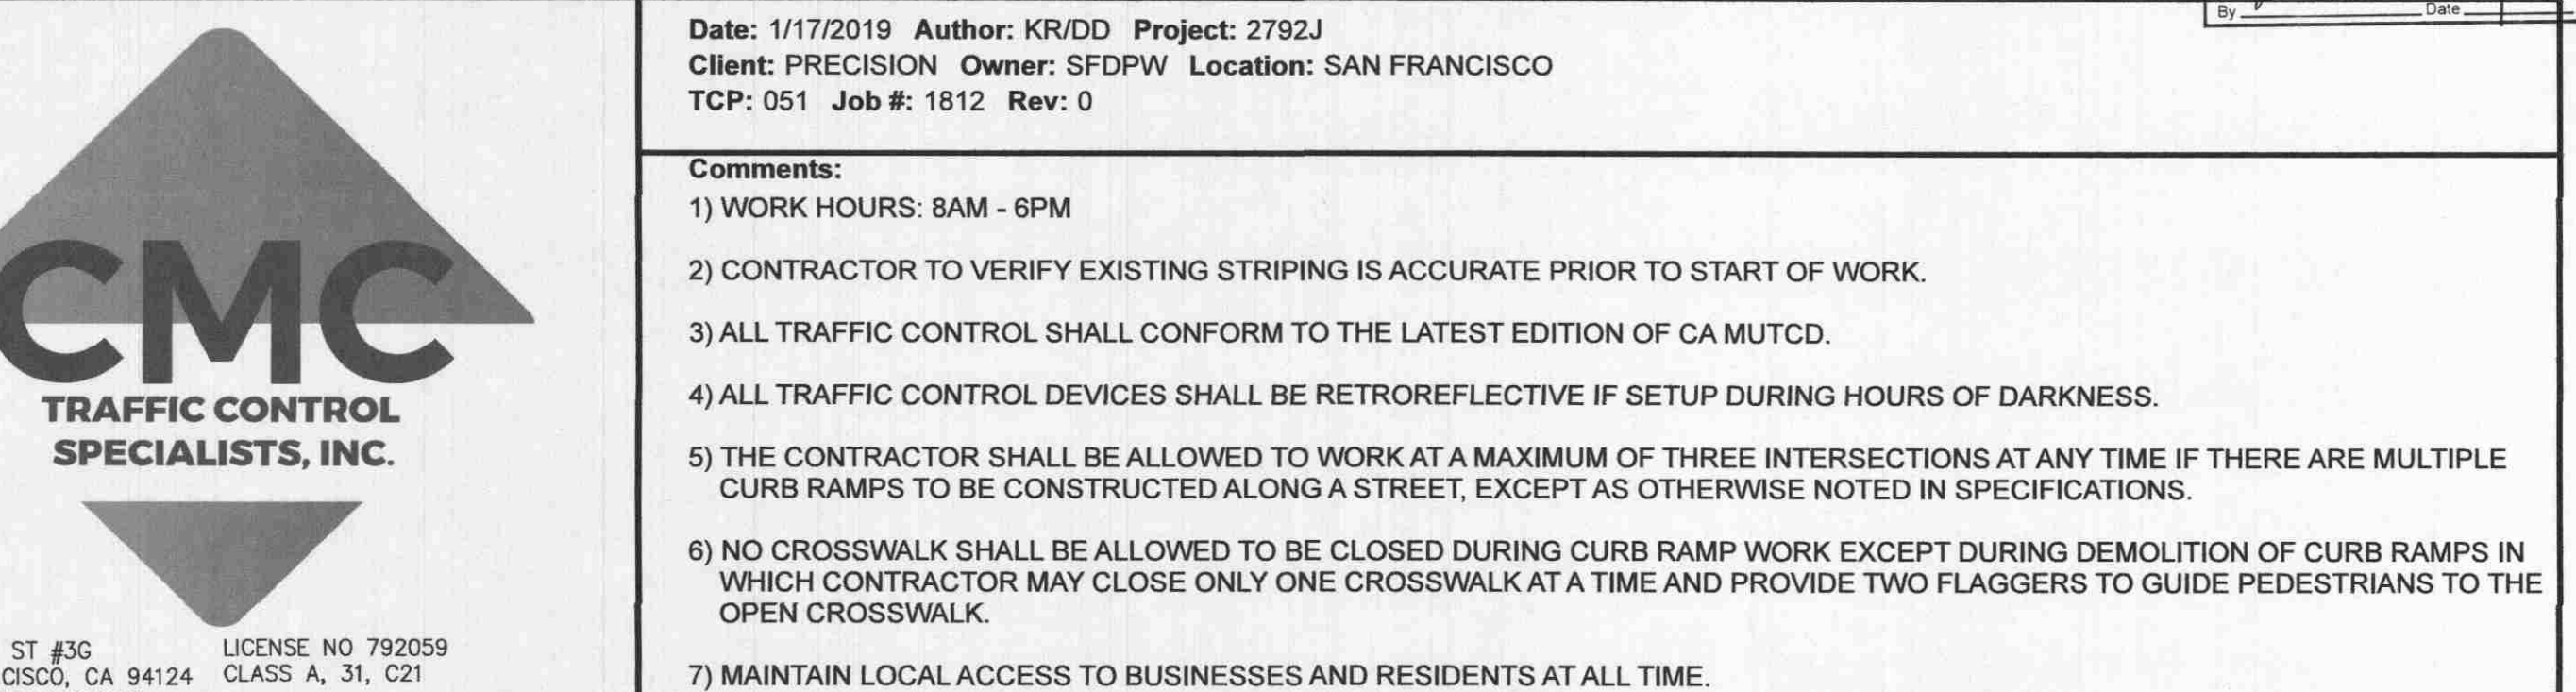 By Date
Date: 1/17/2019 Author: KR/DD Project: 2792J
Client: PRECISION Owner: SFDPW Location: SAN FRANCISCO
TCP: 051 Job #: 1812 Rev: 0
Comments:
1) WORK HOURS: 8AM - 6PM
2) CONTRACTOR TO VERIFY EXISTING STRIPING IS ACCURATE PRIOR TO START OF WORK.
3) ALL TRAFFIC CONTROL SHALL CONFORM TO THE LATEST EDITION OF CA MUTCD.
4) ALL TRAFFIC CONTROL DEVICES SHALL BE RETROREFLECTIVE IF SETUP DURING HOURS OF DARKNESS.
5) THE CONTRACTOR SHALL BE ALLOWED TO WORK AT A MAXIMUM OF THREE INTERSECTIONS AT ANY TIME IF THERE ARE MULTIPLE
CURB RAMPS TO BE CONSTRUCTED ALONG A STREET, EXCEPT AS OTHERWISE NOTED IN SPECIFICATIONS.
6) NO CROSSWALK SHALL BE ALLOWED TO BE CLOSED DURING CURB RAMP WORK EXCEPT DURING DEMOLITION OF CURB RAMPS IN
WHICH CONTRACTOR MAY CLOSE ONLY ONE CROSSWALK AT A TIME AND PROVIDE TWO FLAGGERS TO GUIDE PEDESTRIANS TO THE
OPEN CROSSWALK.
7) MAINTAIN LOCAL ACCESS TO BUSINESSES AND RESIDENTS AT ALL TIME.
CMC
TRAFFIC CONTROL
SPECIALISTS, INC.
ST #3G LICENSE NO 792059
CISCO, CA 94124 CLASS A, 31, C21